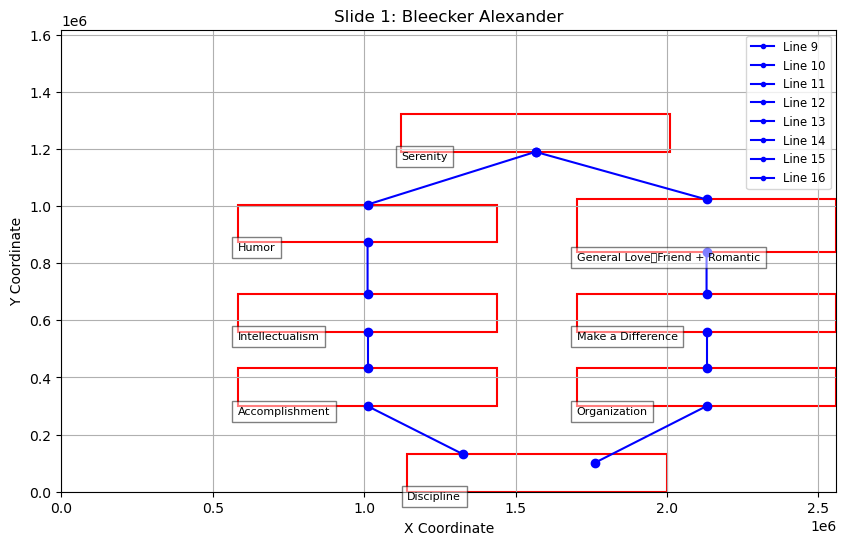 Slide 1: Bleecker Alexander
1e6
1.6
1.4
1.2
1.0
0.8
0.6
0.4
0.2
0.0
Y Coordinate
Line 9
Line 10
Line 11
Line 12
Line 13
Line 14
Line 15
Line 16
Serenity
Humor
General Love▯Friend + Romantic
Intellectualism
Make a Difference
Accomplishment
Organization
Discipline
0.0
0.5
1.0
1.5
2.0
2.5
1e6
X Coordinate